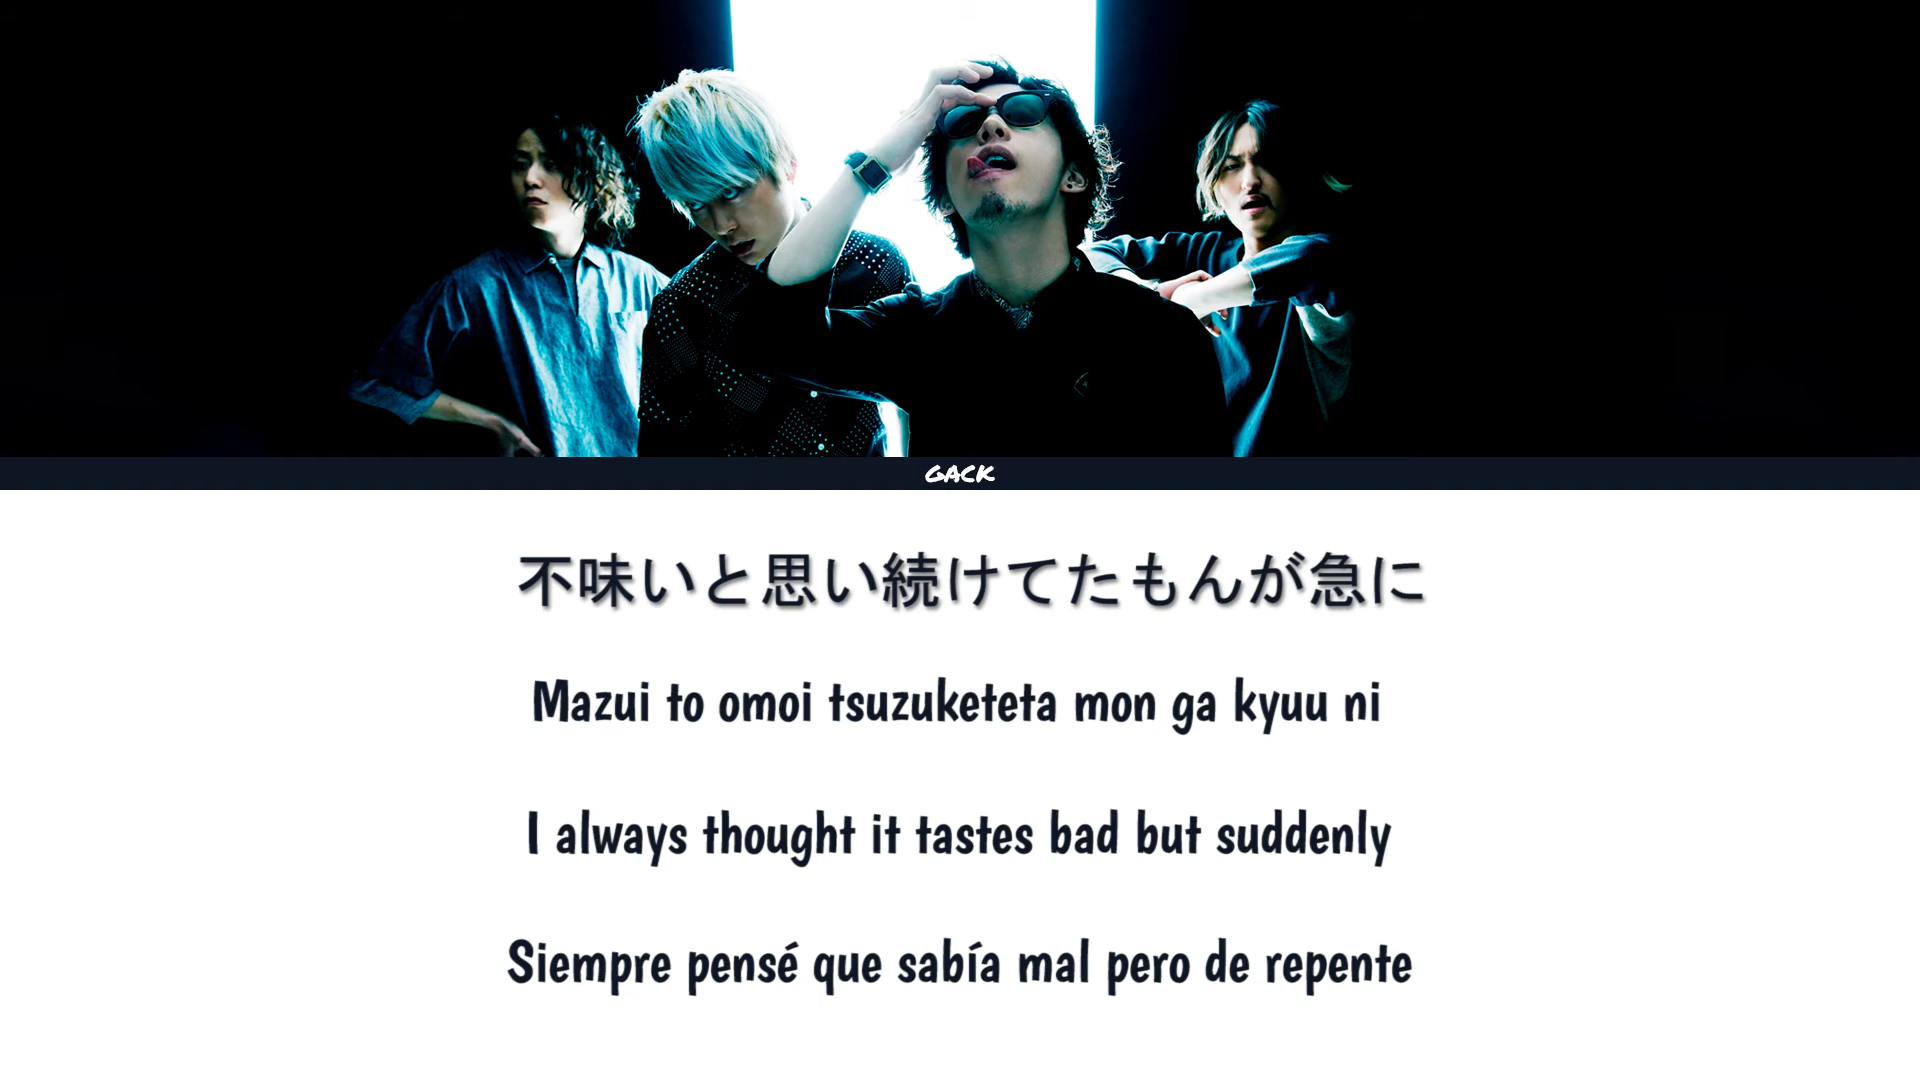 GACK
不味いと思い続けてたもんが急に
Mazui to omoi tsuzuketeta mon ga kyuu ni
I always thought it tastes bad but suddenly
Siempre pensé que sabía mal pero de repente